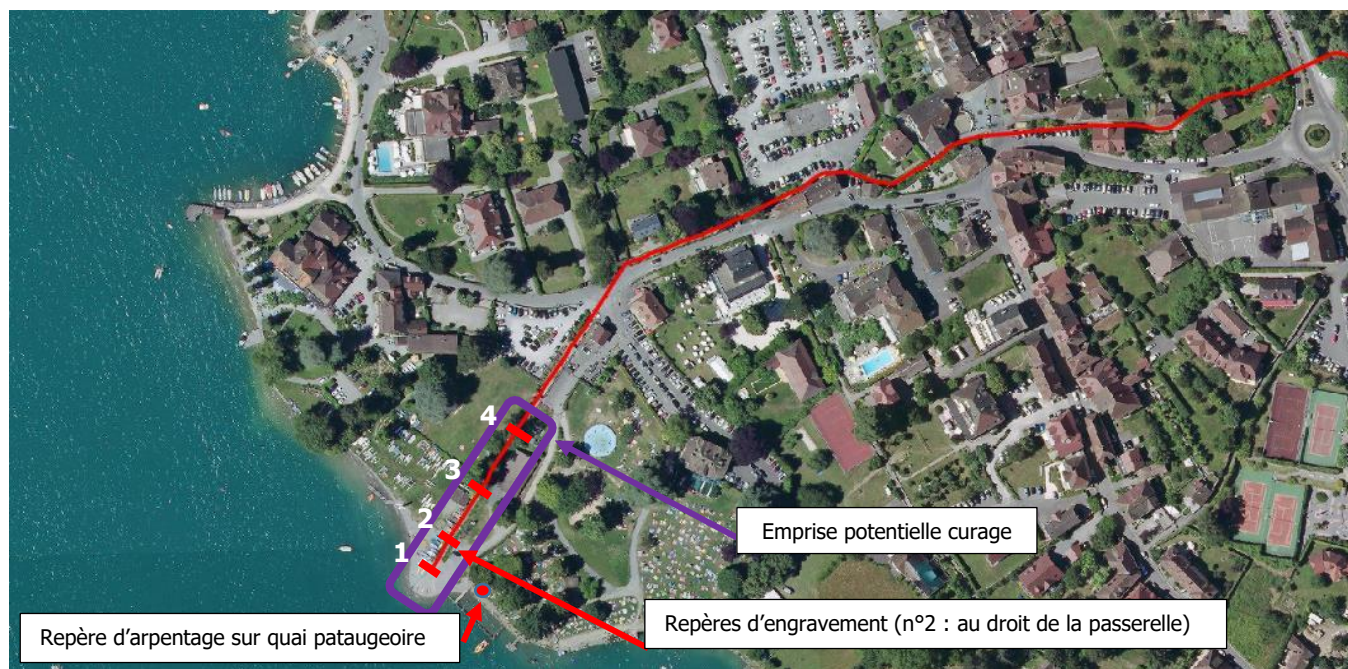 4
3
2
1
Emprise potentielle curage
Repères d’engravement (n°2 : au droit de la passerelle)
Repère d’arpentage sur quai pataugeoire